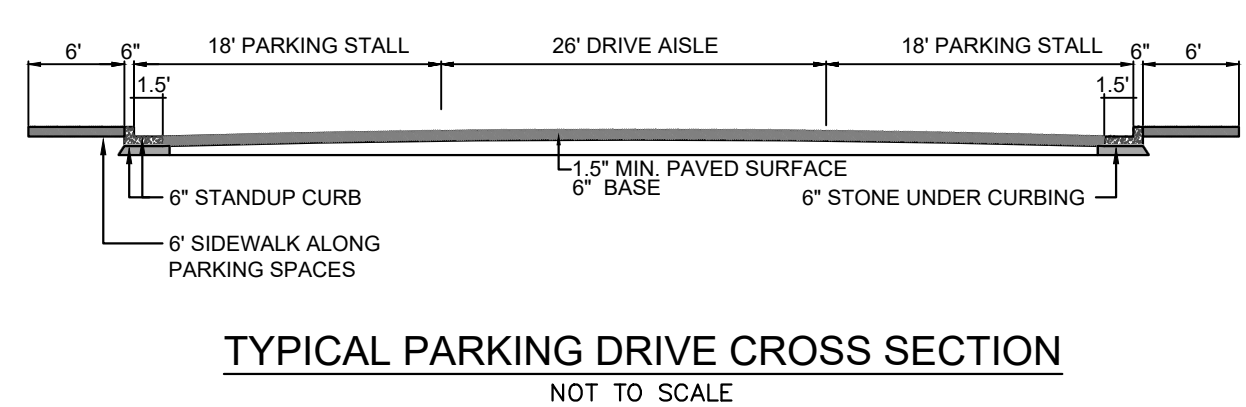 6' 6" 18' PARKING STALL 26' DRIVE AISLE 18' PARKING STALL 6" 6'
1.5' 1.5'
1.5" MIN. PAVED SURFACE
6" BASE
6" STANDUP CURB
6" STONE UNDER CURBING
6' SIDEWALK ALONG
PARKING SPACES
TYPICAL PARKING DRIVE CROSS SECTION
NOT TO SCALE